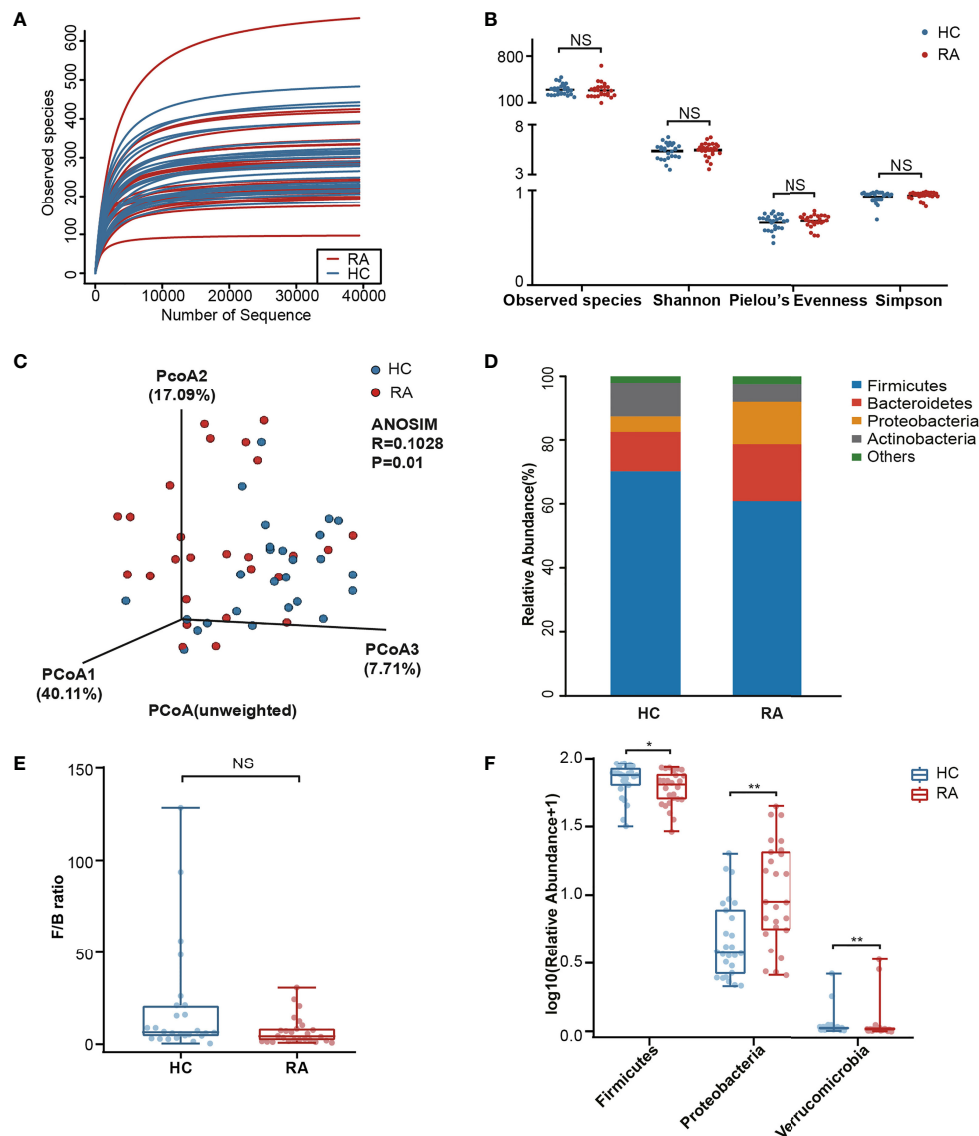 A
Observed species
600
500
400
300
200
100
0
RA
HC
0
10000
20000
30000
40000
Number of Sequence
B
HC
RA
NS
800
100
NS
8
3
NS
NS
1
0
Observed species
Shannon
Pielou's Evenness
Simpson
C
HC
RA
PcoA2
(17.09%)
ANOSIM
R=0.1028
P=0.01
PCoA1
(40.11%)
PCoA3
(7.71%)
PCoA(unweighted)
D
Relative Abundance(%)
100
80
60
40
20
0
HC
RA
Firmicutes
Bacteroidetes
Proteobacteria
Actinobacteria
Others
E
F/B ratio
150
100
50
0
NS
HC
RA
F
log10(Relative Abundance+1)
2.0
1.5
1.0
0.5
0.0
*
**
**
HC
RA
Firmicutes
Proteobacteria
Verrucomicrobia